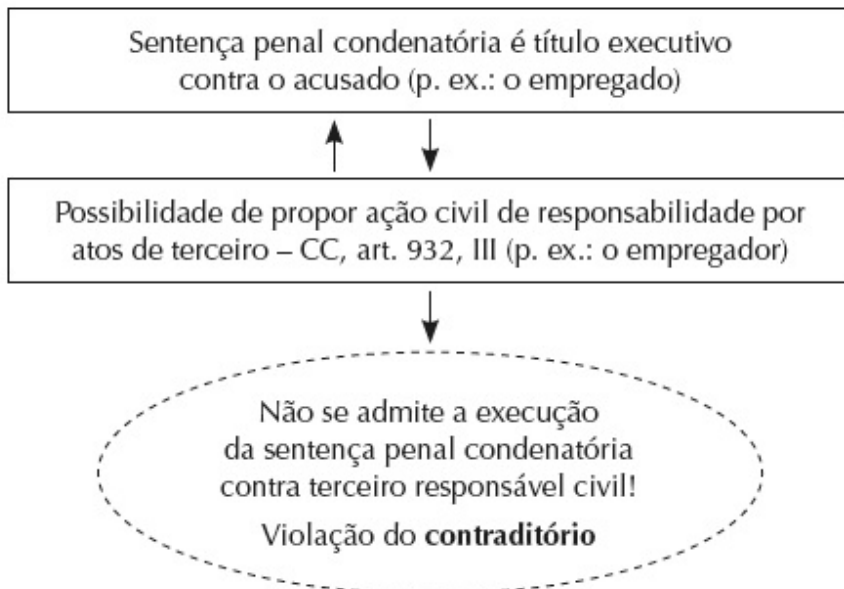 Sentença penal condenatória é título executivo
contra o acusado (p. ex.: o empregado)
Possibilidade de propor ação civil de responsabilidade por
atos de terceiro – CC, art. 932, III (p. ex.: o empregador)
Não se admite a execução
da sentença penal condenatória
contra terceiro responsável civil!
Violação do contraditório